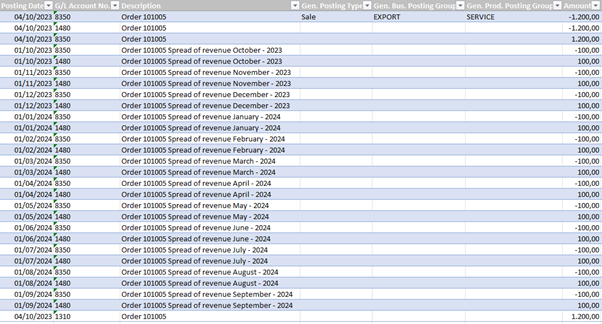 Posting Date G/L Account No. Description Gen. Posting Type Gen. Bus. Posting Group Gen. Prod. Posting Group Amount
04/10/2023 8350 Order 101005 Sale EXPORT SERVICE -1.200,00
04/10/2023 1480 Order 101005 -1.200,00
04/10/2023 8350 Order 101005 1.200,00
01/10/2023 8350 Order 101005 Spread of revenue October - 2023 -100,00
01/10/2023 1480 Order 101005 Spread of revenue October - 2023 100,00
01/11/2023 8350 Order 101005 Spread of revenue November - 2023 -100,00
01/11/2023 1480 Order 101005 Spread of revenue November - 2023 100,00
01/12/2023 8350 Order 101005 Spread of revenue December - 2023 -100,00
01/12/2023 1480 Order 101005 Spread of revenue December - 2023 100,00
01/01/2024 8350 Order 101005 Spread of revenue January - 2024 -100,00
01/01/2024 1480 Order 101005 Spread of revenue January - 2024 100,00
01/02/2024 8350 Order 101005 Spread of revenue February - 2024 -100,00
01/02/2024 1480 Order 101005 Spread of revenue February - 2024 100,00
01/03/2024 8350 Order 101005 Spread of revenue March - 2024 -100,00
01/03/2024 1480 Order 101005 Spread of revenue March - 2024 100,00
01/04/2024 8350 Order 101005 Spread of revenue April - 2024 -100,00
01/04/2024 1480 Order 101005 Spread of revenue April - 2024 100,00
01/05/2024 8350 Order 101005 Spread of revenue May - 2024 -100,00
01/05/2024 1480 Order 101005 Spread of revenue May - 2024 100,00
01/06/2024 8350 Order 101005 Spread of revenue June - 2024 -100,00
01/06/2024 1480 Order 101005 Spread of revenue June - 2024 100,00
01/07/2024 8350 Order 101005 Spread of revenue July - 2024 -100,00
01/07/2024 1480 Order 101005 Spread of revenue July - 2024 100,00
01/08/2024 8350 Order 101005 Spread of revenue August - 2024 -100,00
01/08/2024 1480 Order 101005 Spread of revenue August - 2024 100,00
01/09/2024 8350 Order 101005 Spread of revenue September - 2024 -100,00
01/09/2024 1480 Order 101005 Spread of revenue September - 2024 100,00
04/10/2023 1310 Order 101005 1.200,00